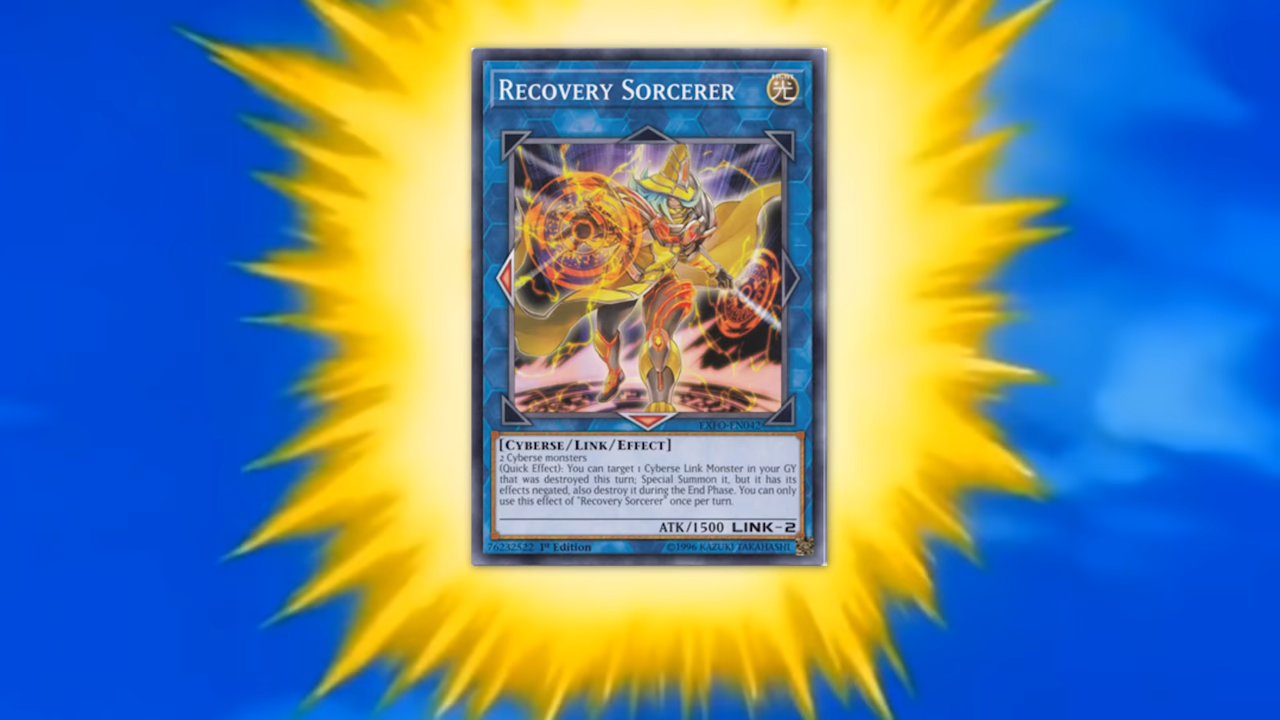 RECOVERY SORCERER
LIGHT
光
EXFO-EN042
[CYBERSE/LINK/EFFECT]
2 Cyberse monsters
(Quick Effect): You can target 1 Cyberse Link Monster in your GY
that was destroyed this turn; Special Summon it, but it has its
effects negated, also destroy it during the End Phase. You can only
use this effect of "Recovery Sorcerer" once per turn.
ATK/1500 LINK-2
76232522 1st Edition ©1996 KAZUKI TAKAHASHI